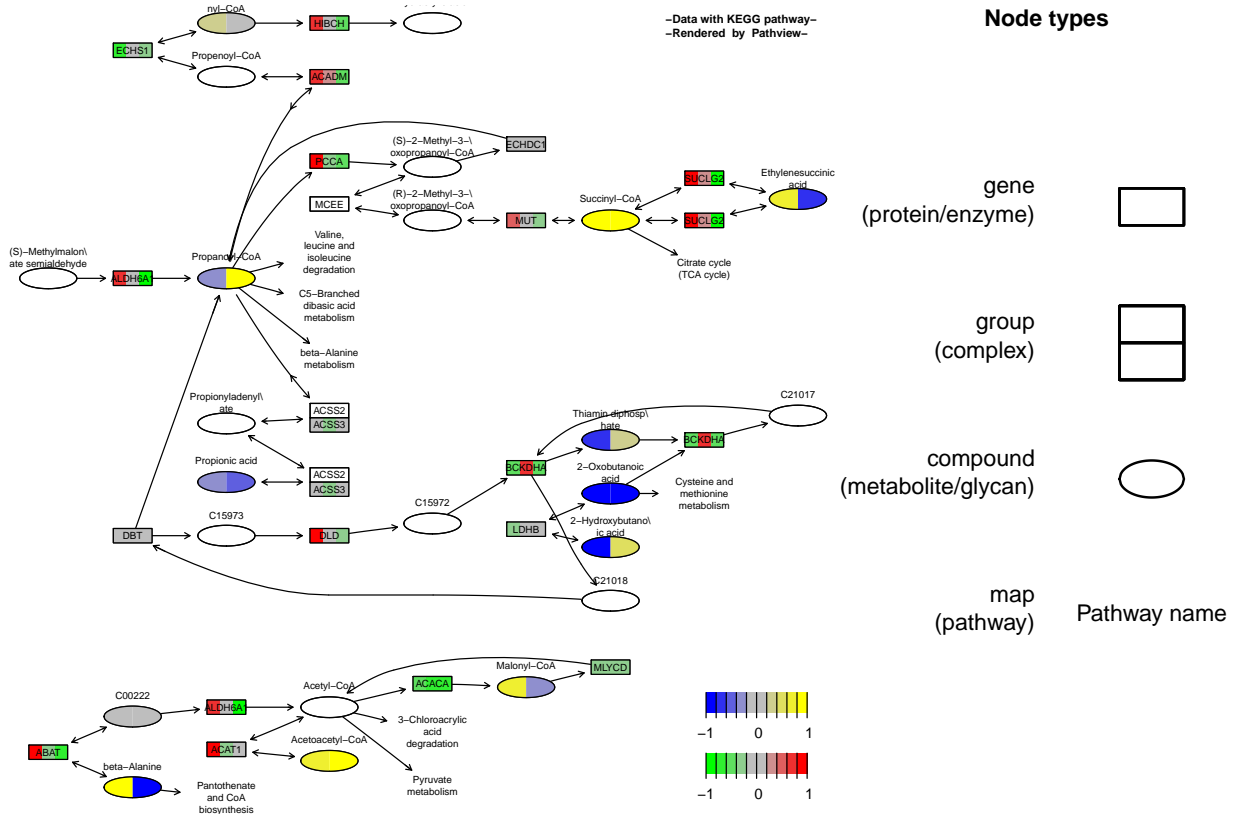 nyl−CoA
HIBCH
−Data with KEGG pathway−
−Rendered by Pathview−
Node types
ECHS1
Propenoyl−CoA
ACADM
(S)−2−Methyl−3−\
oxopropanoyl−CoA
ECHDC1
PCCA
MCEE
(R)−2−Methyl−3−\
oxopropanoyl−CoA
MUT
Succinyl−CoA
SUCLG2
SUCLG2
Ethylenesuccinic
acid
Citrate cycle
(TCA cycle)
gene
(protein/enzyme)
(S)−Methylmalon\
ate semialdehyde
ALDH6A1
Propanoyl−CoA
Valine,
leucine and
isoleucine
degradation
C5−Branched
dibasic acid
metabolism
beta−Alanine
metabolism
group
(complex)
Propionyladenyl\
ate
ACSS2
ACSS3
Propionic acid
ACSS2
ACSS3
C21017
Thiamin diphosp\
hate
BCKDHA
BCKDHA
2−Oxobutanoic
acid
Cysteine and
methionine
metabolism
compound
(metabolite/glycan)
DBT
C15973
DLD
C15972
LDHB
2−Hydroxybutano\
ic acid
C21018
map
(pathway)
Pathway name
C00222
ALDH6A1
Acetyl−CoA
ACACA
Malonyl−CoA
MLYCD
3−Chloroacrylic
acid
degradation
ABAT
ACAT1
Acetoacetyl−CoA
Pyruvate
metabolism
beta−Alanine
Pantothenate
and CoA
biosynthesis
−1 0 1
−1 0 1